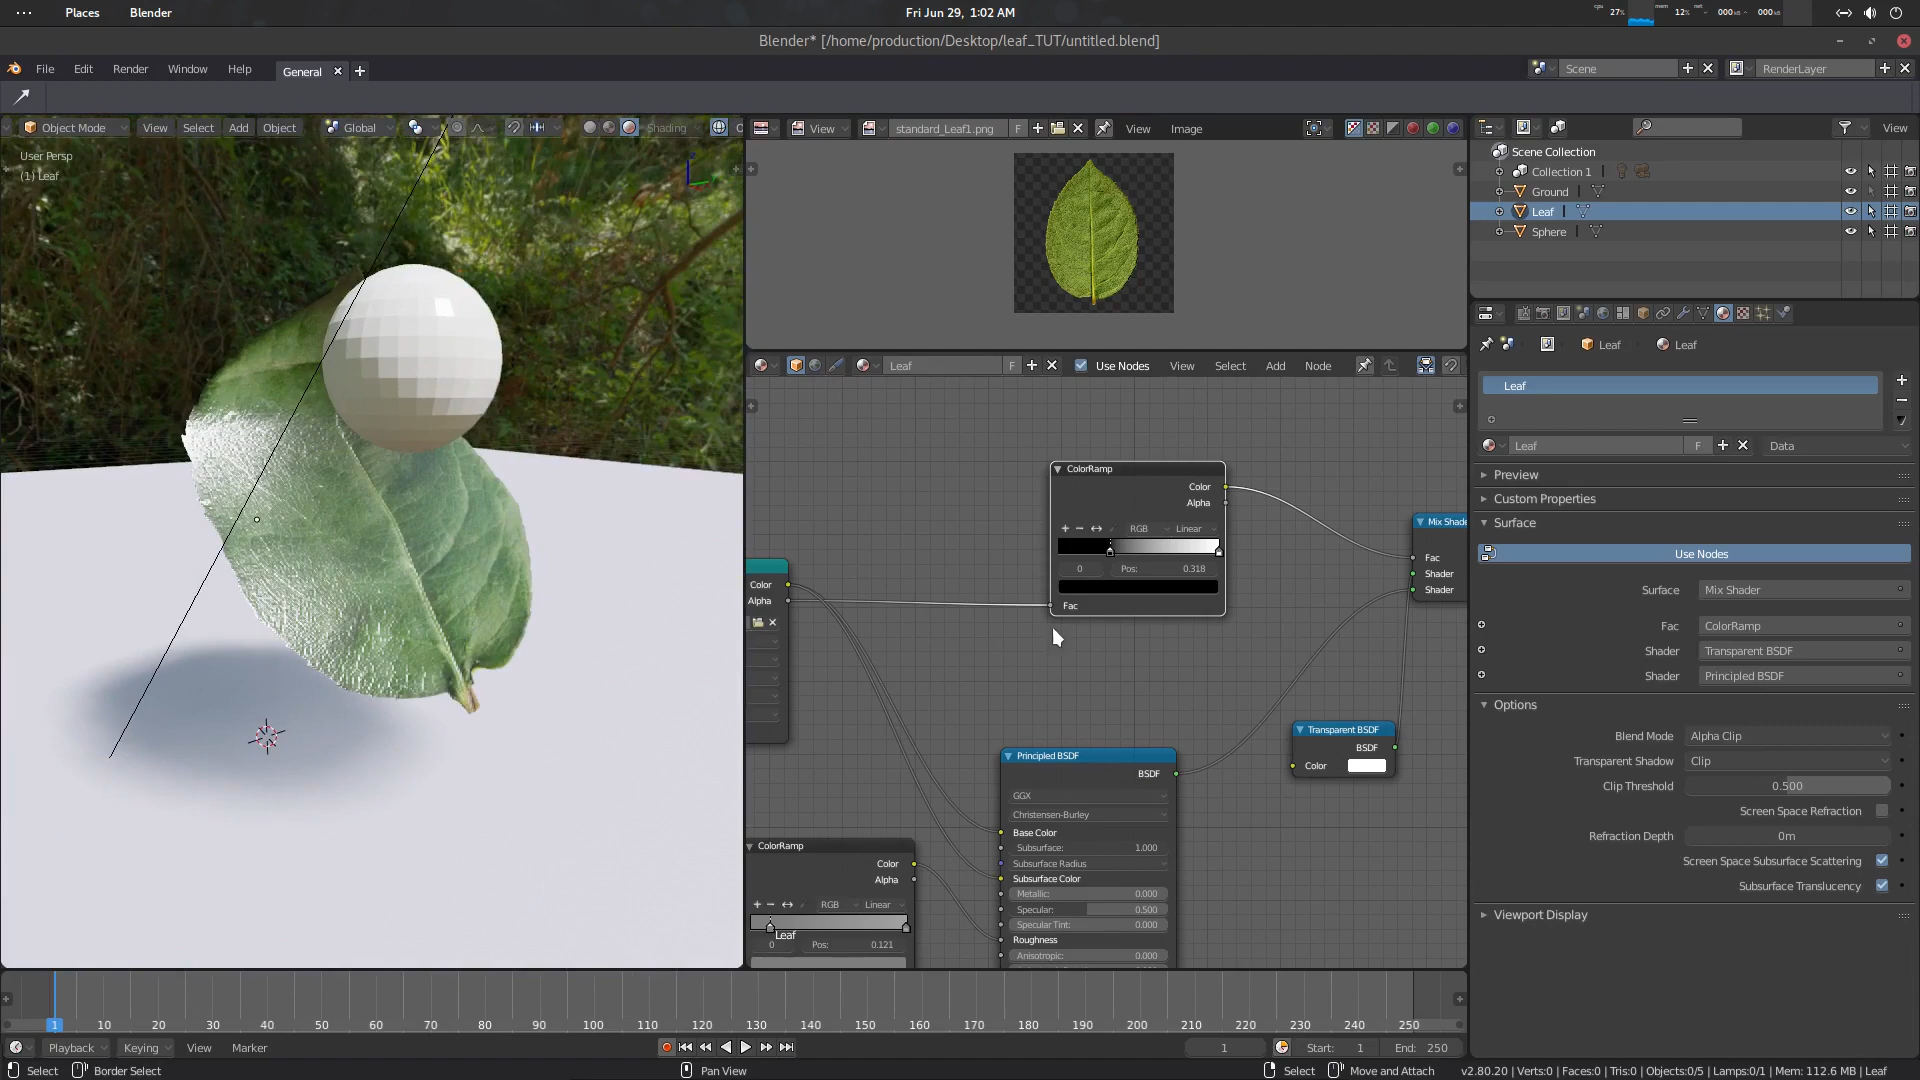 Places Blender Fri Jun 29, 1:02 AM cpu 27% mem 12% net 000 kB 000 kB
Blender* [/home/production/Desktop/leaf_TUT/untitled.blend]
File Edit Render Window Help General Scene RenderLayer
Object Mode View Select Add Object Global Shading
View standard_Leaf1.png F View Image
View
User Persp
(1) Leaf
Scene Collection
Collection 1
Ground
Leaf
Sphere
Leaf Leaf
Leaf F Use Nodes View Select Add Node
Leaf
Leaf F Data
Preview
Custom Properties
Surface
Use Nodes
Surface Mix Shader
Fac ColorRamp
Shader Transparent BSDF
Shader Principled BSDF
Options
Blend Mode Alpha Clip
Transparent Shadow Clip
Clip Threshold 0.500
Screen Space Refraction
Refraction Depth 0m
Screen Space Subsurface Scattering
Subsurface Translucency
Viewport Display
ColorRamp
Color
Alpha
RGB Linear
0 Pos: 0.318
Fac
Color
Alpha
Mix Shade
Fac
Shader
Shader
Transparent BSDF
BSDF
Color
Principled BSDF
BSDF
GGX
Christensen-Burley
Base Color
Subsurface: 1.000
Subsurface Radius
Subsurface Color
Metallic: 0.000
Specular: 0.500
Specular Tint: 0.000
Roughness
Anisotropic: 0.000
ColorRamp
Color
Alpha
RGB Linear
Leaf
0 Pos: 0.121
1 10 20 30 40 50 60 70 80 90 100 110 120 130 140 150 160 170 180 190 200 210 220 230 240 250
Playback Keying View Marker 1 Start: 1 End: 250
Select Border Select Pan View Select Move and Attach v2.80.20 | Verts:0 | Faces:0 | Tris:0 | Objects:0/5 | Lamps:0/1 | Mem: 112.6 MB | Leaf